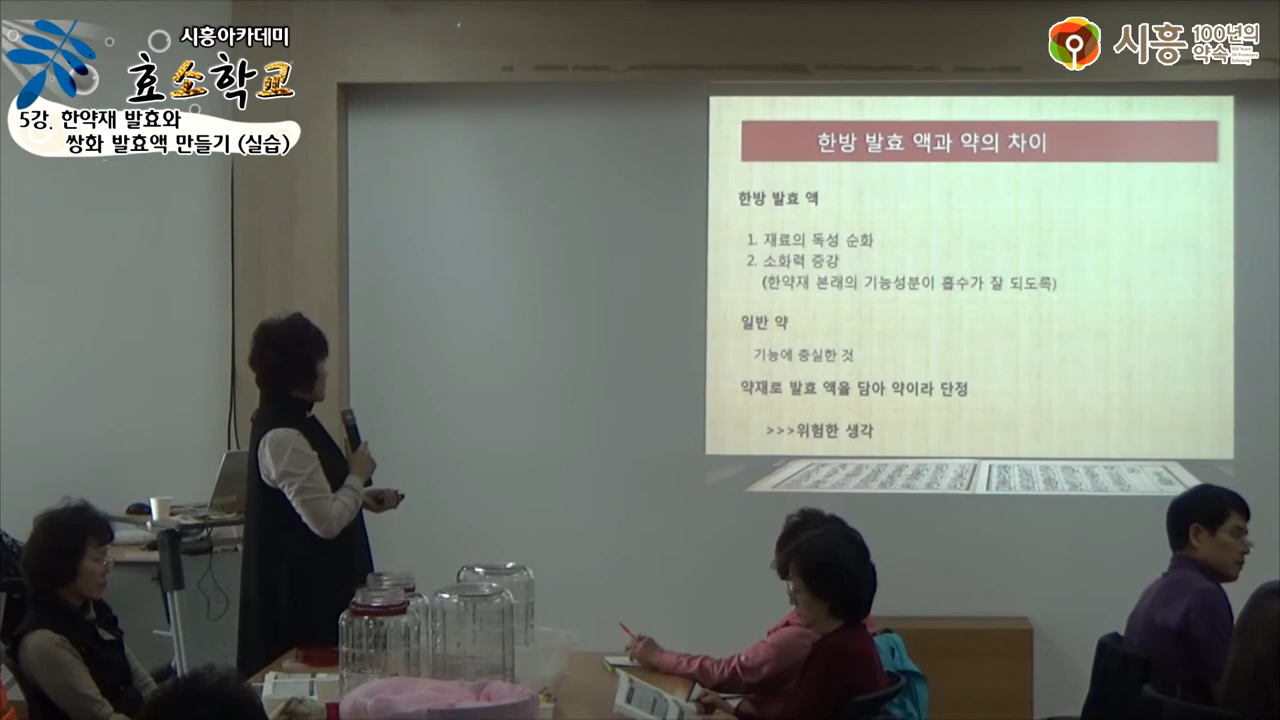 시흥아카데미
효소학교
5강. 한약재 발효와
쌍화 발효액 만들기 (실습)
시흥 100년의
약속
한방 발효 액과 약의 차이
한방 발효 액
1. 재료의 독성 순화
2. 소화력 증강
(한약재 본래의 기능성분이 흡수가 잘 되도록)
일반 약
기능에 충실한 것
약재로 발효 액을 담아 약이라 단정
>>>위험한 생각